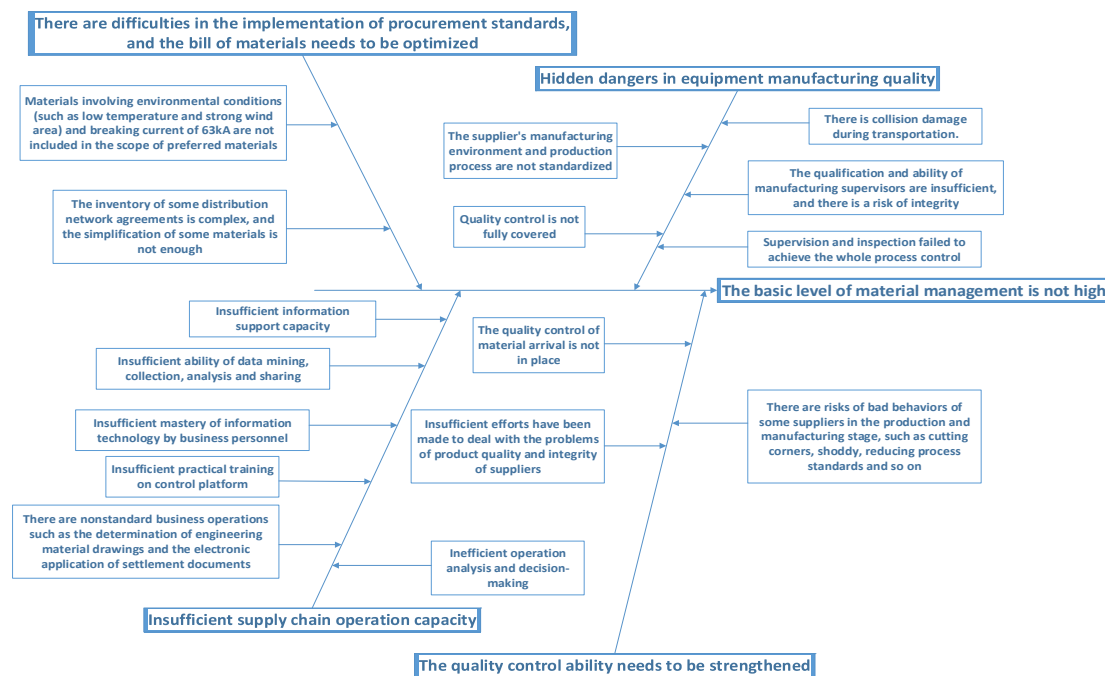 There are difficulties in the implementation of procurement standards,
and the bill of materials needs to be optimized
Hidden dangers in equipment manufacturing quality
Materials involving environmental conditions
(such as low temperature and strong wind
area) and breaking current of 63kA are not
included in the scope of preferred materials
The supplier's manufacturing
environment and production
process are not standardized
There is collision damage
during transportation.
The qualification and ability of
manufacturing supervisors are insufficient,
and there is a risk of integrity
The inventory of some distribution
network agreements is complex, and
the simplification of some materials is
not enough
Quality control is not
fully covered
Supervision and inspection failed to
achieve the whole process control
The basic level of material management is not high
Insufficient information
support capacity
The quality control of
material arrival is not
in place
Insufficient ability of data mining,
collection, analysis and sharing
Insufficient mastery of information
technology by business personnel
Insufficient efforts have been
made to deal with the problems
of product quality and integrity
of suppliers
There are risks of bad behaviors of
some suppliers in the production and
manufacturing stage, such as cutting
corners, shoddy, reducing process
standards and so on
Insufficient practical training
on control platform
There are nonstandard business operations
such as the determination of engineering
material drawings and the electronic
application of settlement documents
Inefficient operation
analysis and decision-
making
Insufficient supply chain operation capacity
The quality control ability needs to be strengthened